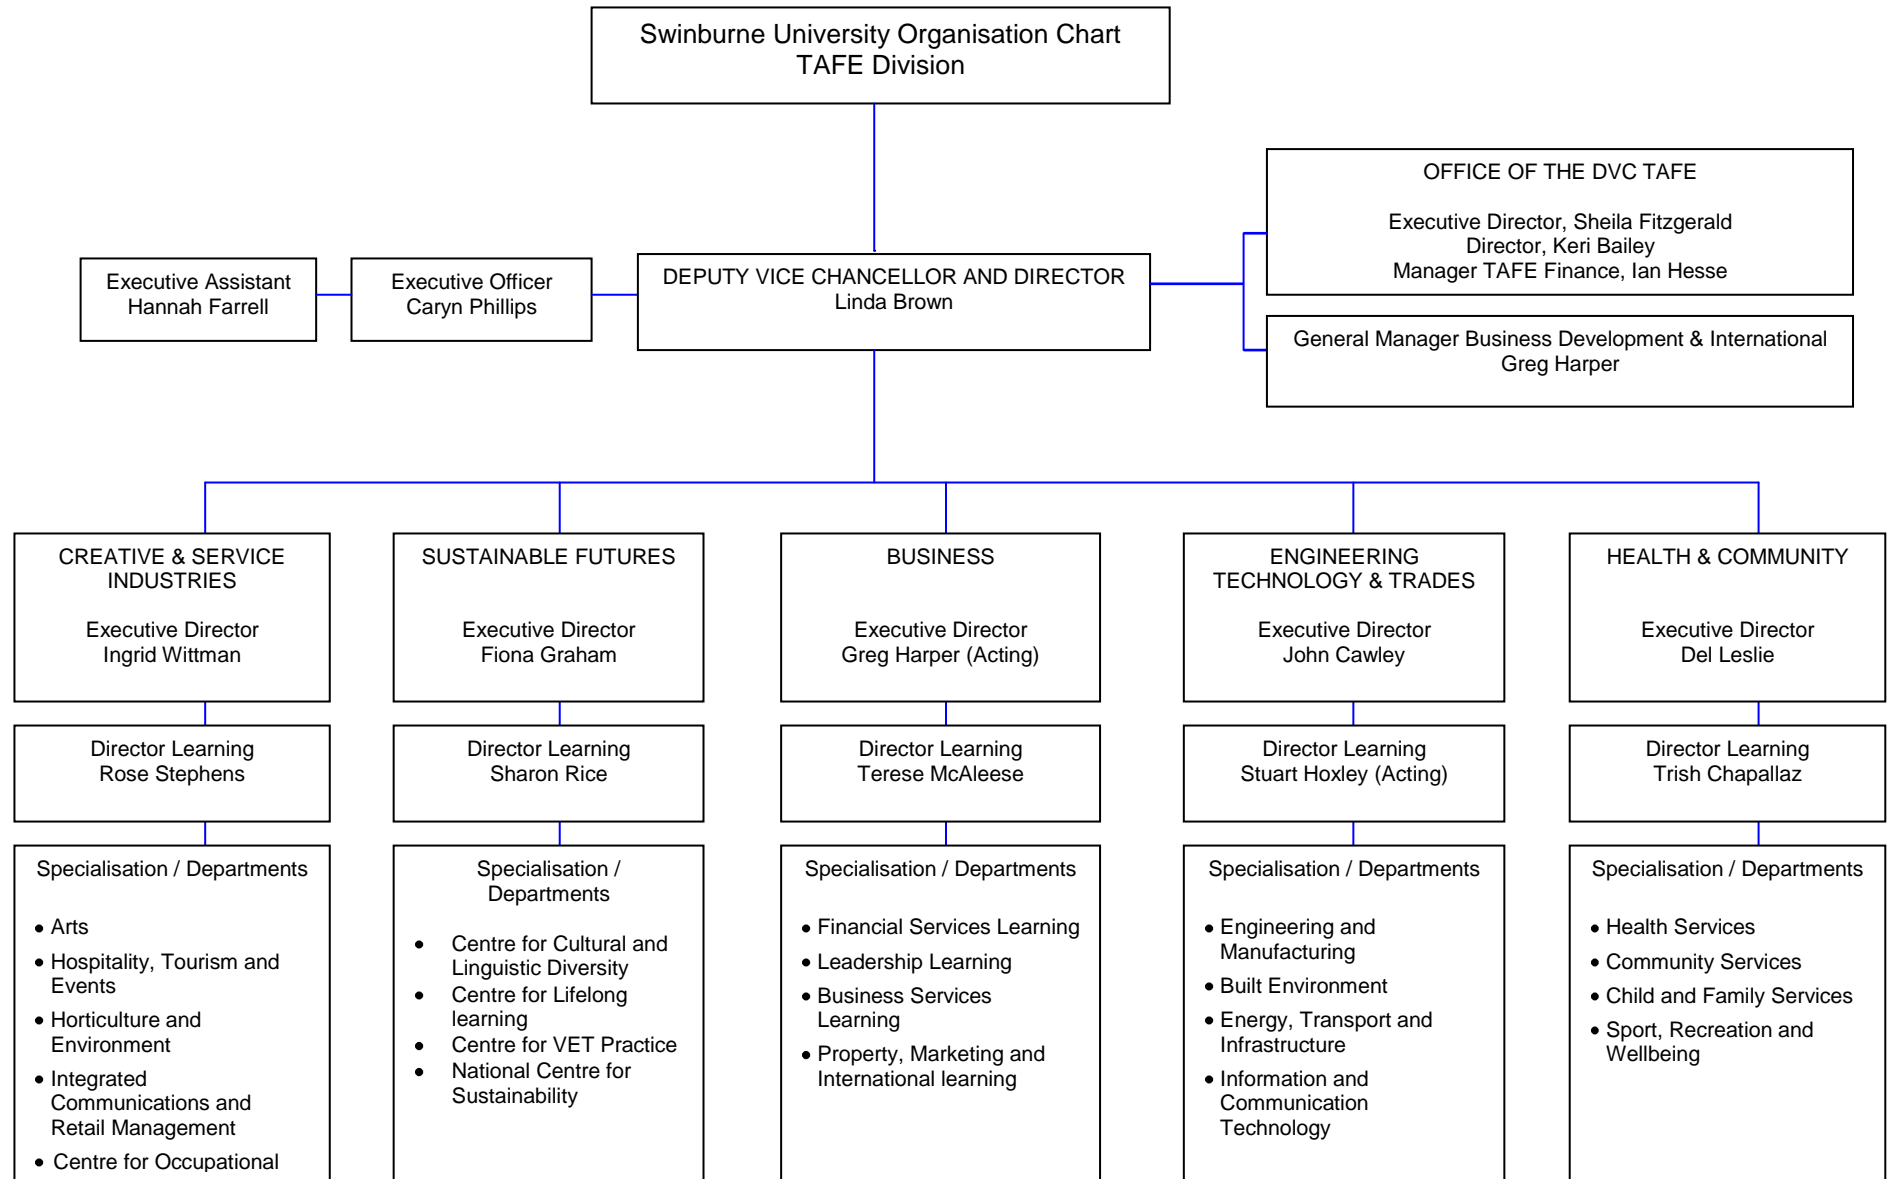 Swinburne University Organisation Chart
TAFE Division
OFFICE OF THE DVC TAFE
Executive Director, Sheila Fitzgerald
Director, Keri Bailey
Manager TAFE Finance, Ian Hesse
Executive Assistant
Hannah Farrell
Executive Officer
Caryn Phillips
DEPUTY VICE CHANCELLOR AND DIRECTOR
Linda Brown
General Manager Business Development & International
Greg Harper
CREATIVE & SERVICE
INDUSTRIES
Executive Director
Ingrid Wittman
Director Learning
Rose Stephens
Specialisation / Departments
• Arts
• Hospitality, Tourism and
Events
• Horticulture and
Environment
• Integrated
Communications and
Retail Management
• Centre for Occupational
SUSTAINABLE FUTURES
Executive Director
Fiona Graham
Director Learning
Sharon Rice
Specialisation /
Departments
• Centre for Cultural and
Linguistic Diversity
• Centre for Lifelong
learning
• Centre for VET Practice
• National Centre for
Sustainability
BUSINESS
Executive Director
Greg Harper (Acting)
Director Learning
Terese McAleese
Specialisation / Departments
• Financial Services Learning
• Leadership Learning
• Business Services
Learning
• Property, Marketing and
International learning
ENGINEERING
TECHNOLOGY & TRADES
Executive Director
John Cawley
Director Learning
Stuart Hoxley (Acting)
Specialisation / Departments
• Engineering and
Manufacturing
• Built Environment
• Energy, Transport and
Infrastructure
• Information and
Communication
Technology
HEALTH & COMMUNITY
Executive Director
Del Leslie
Director Learning
Trish Chapallaz
Specialisation / Departments
• Health Services
• Community Services
• Child and Family Services
• Sport, Recreation and
Wellbeing